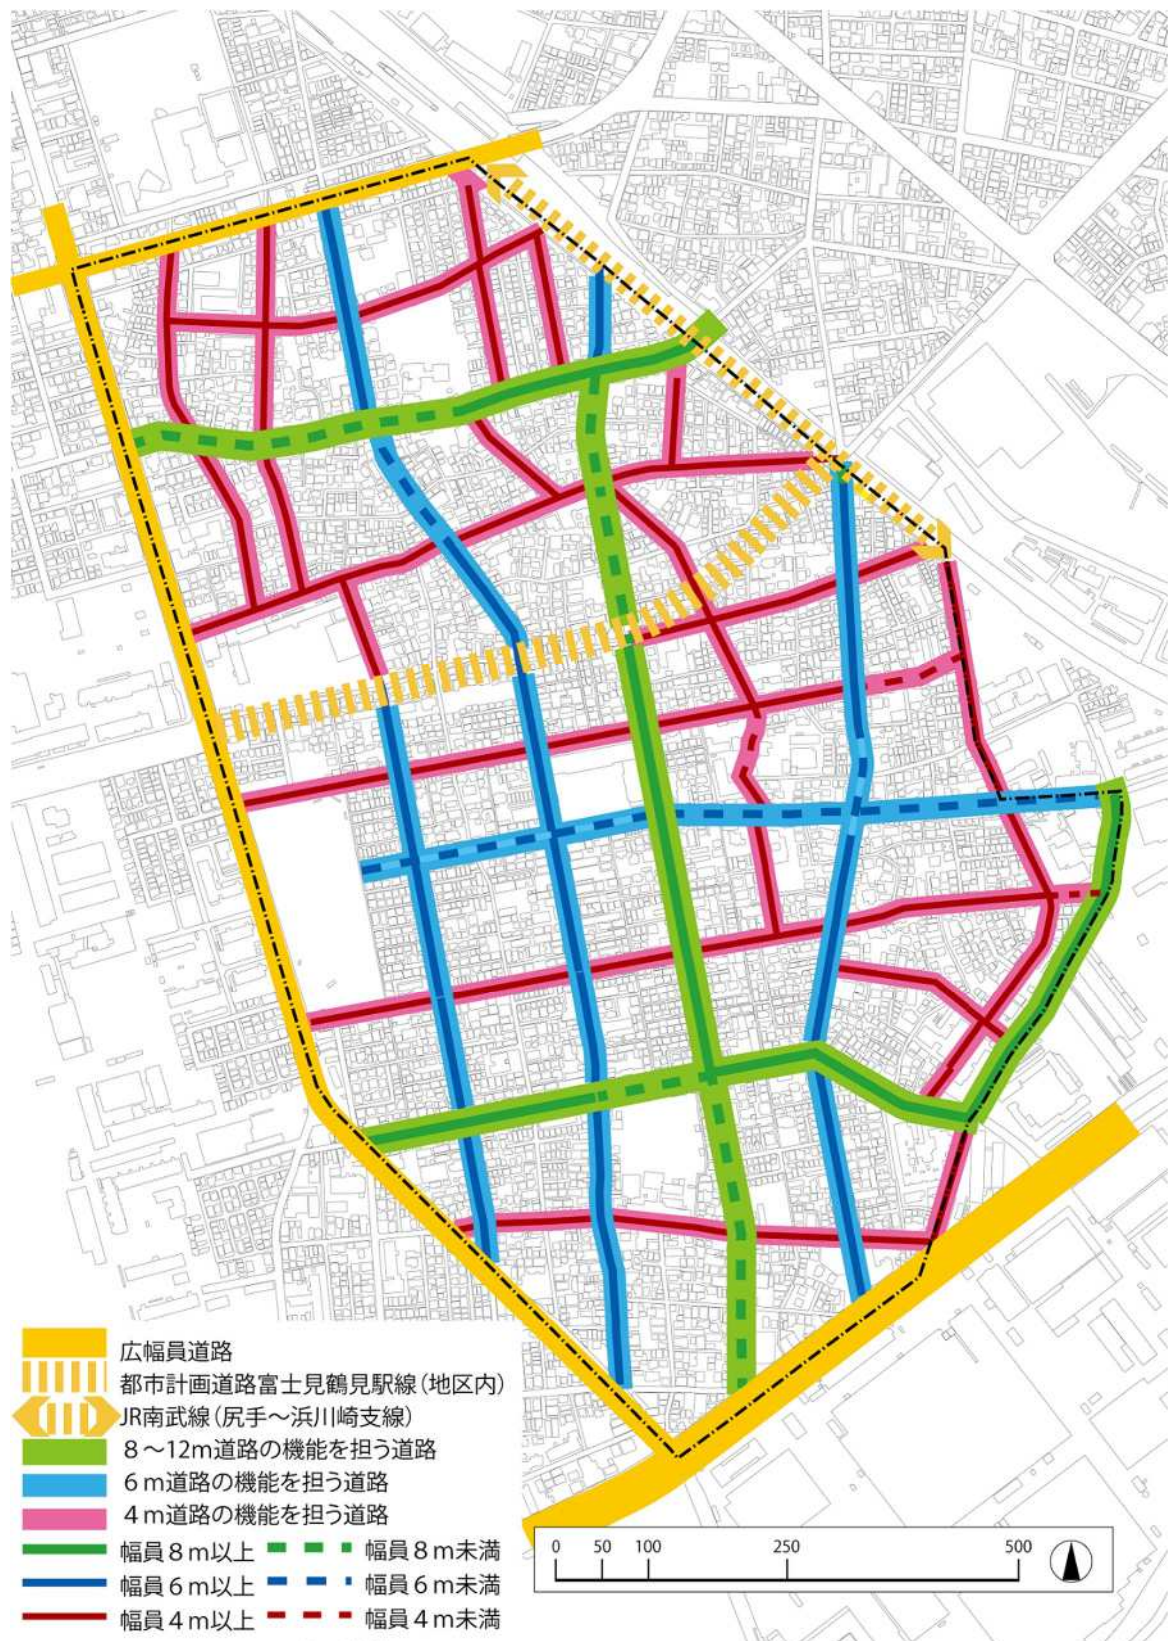 広幅員道路
都市計画道路富士見鶴見駅線（地区内）
JR南武線（尻手～浜川崎支線）
８～12ｍ道路の機能を担う道路
６ｍ道路の機能を担う道路
４ｍ道路の機能を担う道路
幅員８ｍ以上 幅員８ｍ未満
幅員６ｍ以上 幅員６ｍ未満
幅員４ｍ以上 幅員４ｍ未満
0 50 100 250 500